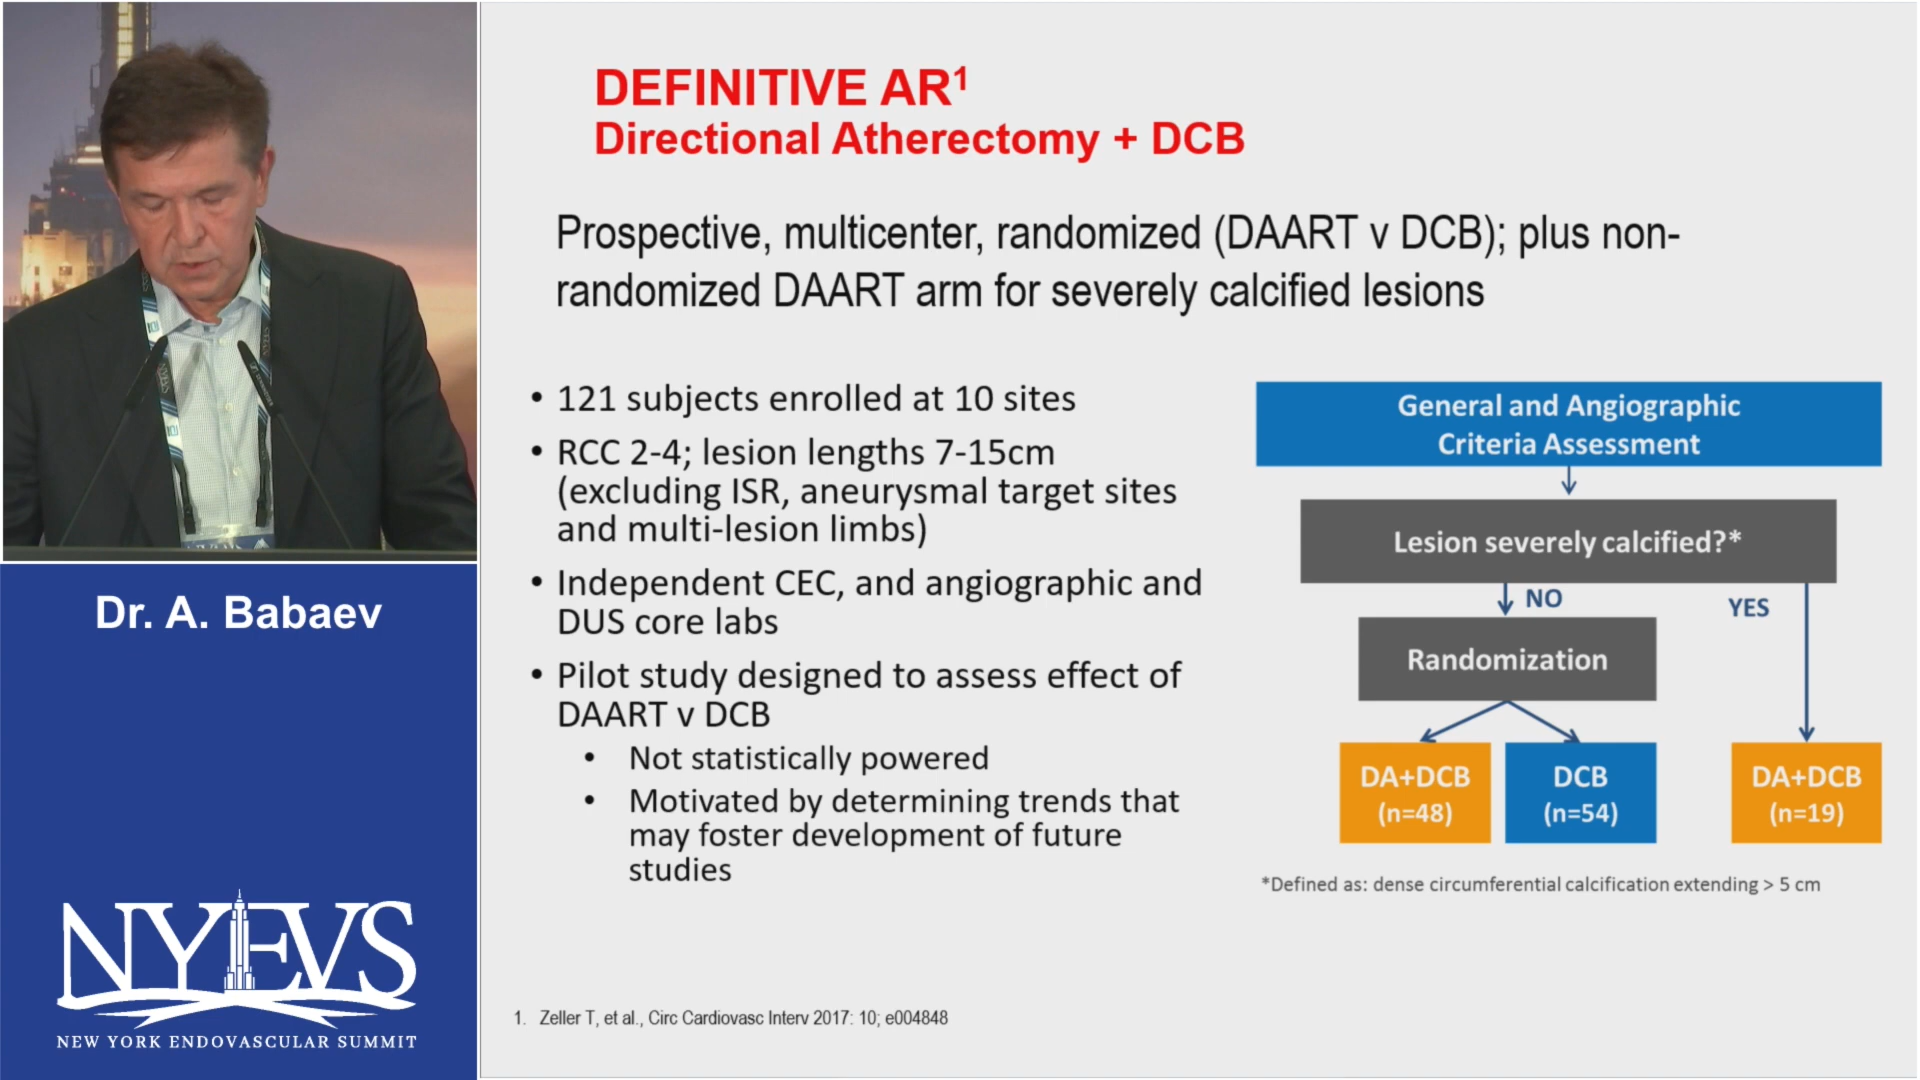 DEFINITIVE AR¹
Directional Atherectomy + DCB
Prospective, multicenter, randomized (DAART v DCB); plus non-
randomized DAART arm for severely calcified lesions
• 121 subjects enrolled at 10 sites
• RCC 2-4; lesion lengths 7-15cm
(excluding ISR, aneurysmal target sites
and multi-lesion limbs)
• Independent CEC, and angiographic and
DUS core labs
• Pilot study designed to assess effect of
DAART v DCB
• Not statistically powered
• Motivated by determining trends that
may foster development of future
studies
General and Angiographic
Criteria Assessment
Lesion severely calcified?*
NO
YES
Randomization
DA+DCB
(n=48)
DCB
(n=54)
DA+DCB
(n=19)
*Defined as: dense circumferential calcification extending > 5 cm
1. Zeller T, et al., Circ Cardiovasc Interv 2017: 10; e004848
Dr. A. Babaev
NYEVS
NEW YORK ENDOVASCULAR SUMMIT